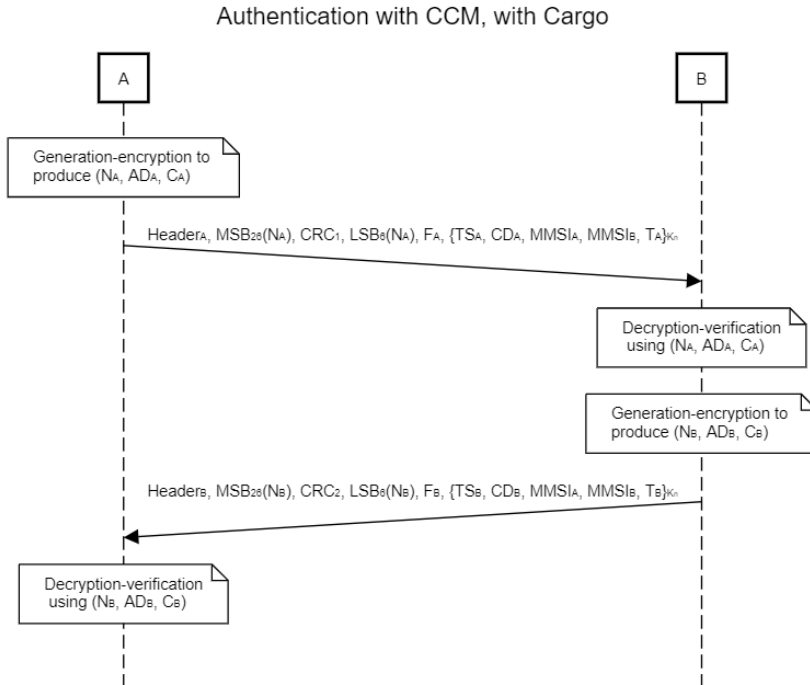 Authentication with CCM, with Cargo
A
B
Generation-encryption to
produce (NA, ADA, CA)
HeaderA, MSB26(NA), CRC1, LSB6(NA), FA, {TSA, CDA, MMSIA, MMSIB, TA}Kn
Decryption-verification
using (NA, ADA, CA)
Generation-encryption to
produce (NB, ADB, CB)
HeaderB, MSB26(NB), CRC2, LSB6(NB), FB, {TSB, CDB, MMSIA, MMSIB, TB}Kn
Decryption-verification
using (NB, ADB, CB)